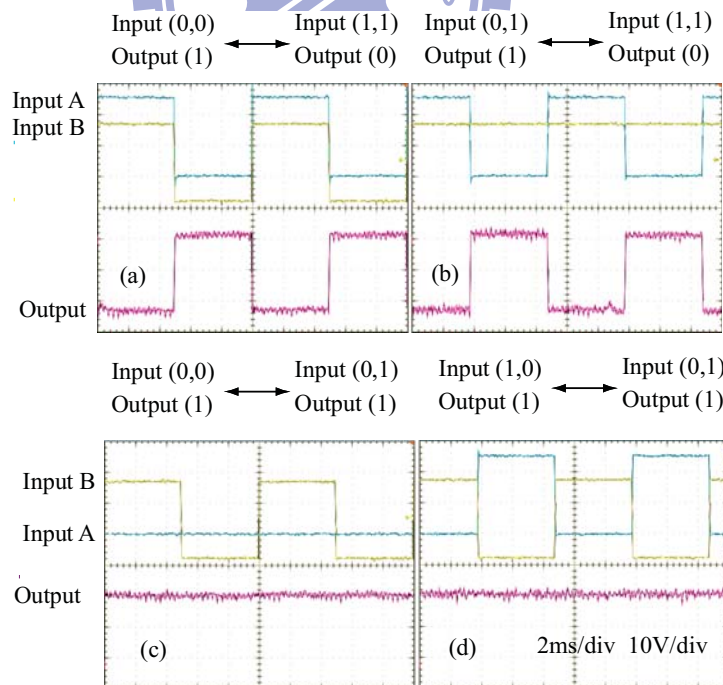 Input (0,0) Input (1,1) Input (0,1) Input (1,1)
Output (1) Output (0) Output (1) Output (0)
Input A
Input B
(a) (b)
Output
Input (0,0) Input (0,1) Input (1,0) Input (0,1)
Output (1) Output (1) Output (1) Output (1)
Input B
Input A
Output
(c) (d) 2ms/div 10V/div